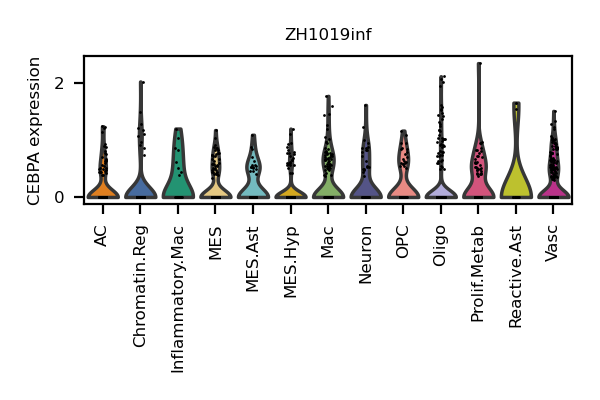 ZH1019inf
CEBPA expression
2
0
AC
Chromatin.Reg
Inflammatory.Mac
MES
MES.Ast
MES.Hyp
Mac
Neuron
OPC
Oligo
Prolif.Metab
Reactive.Ast
Vasc